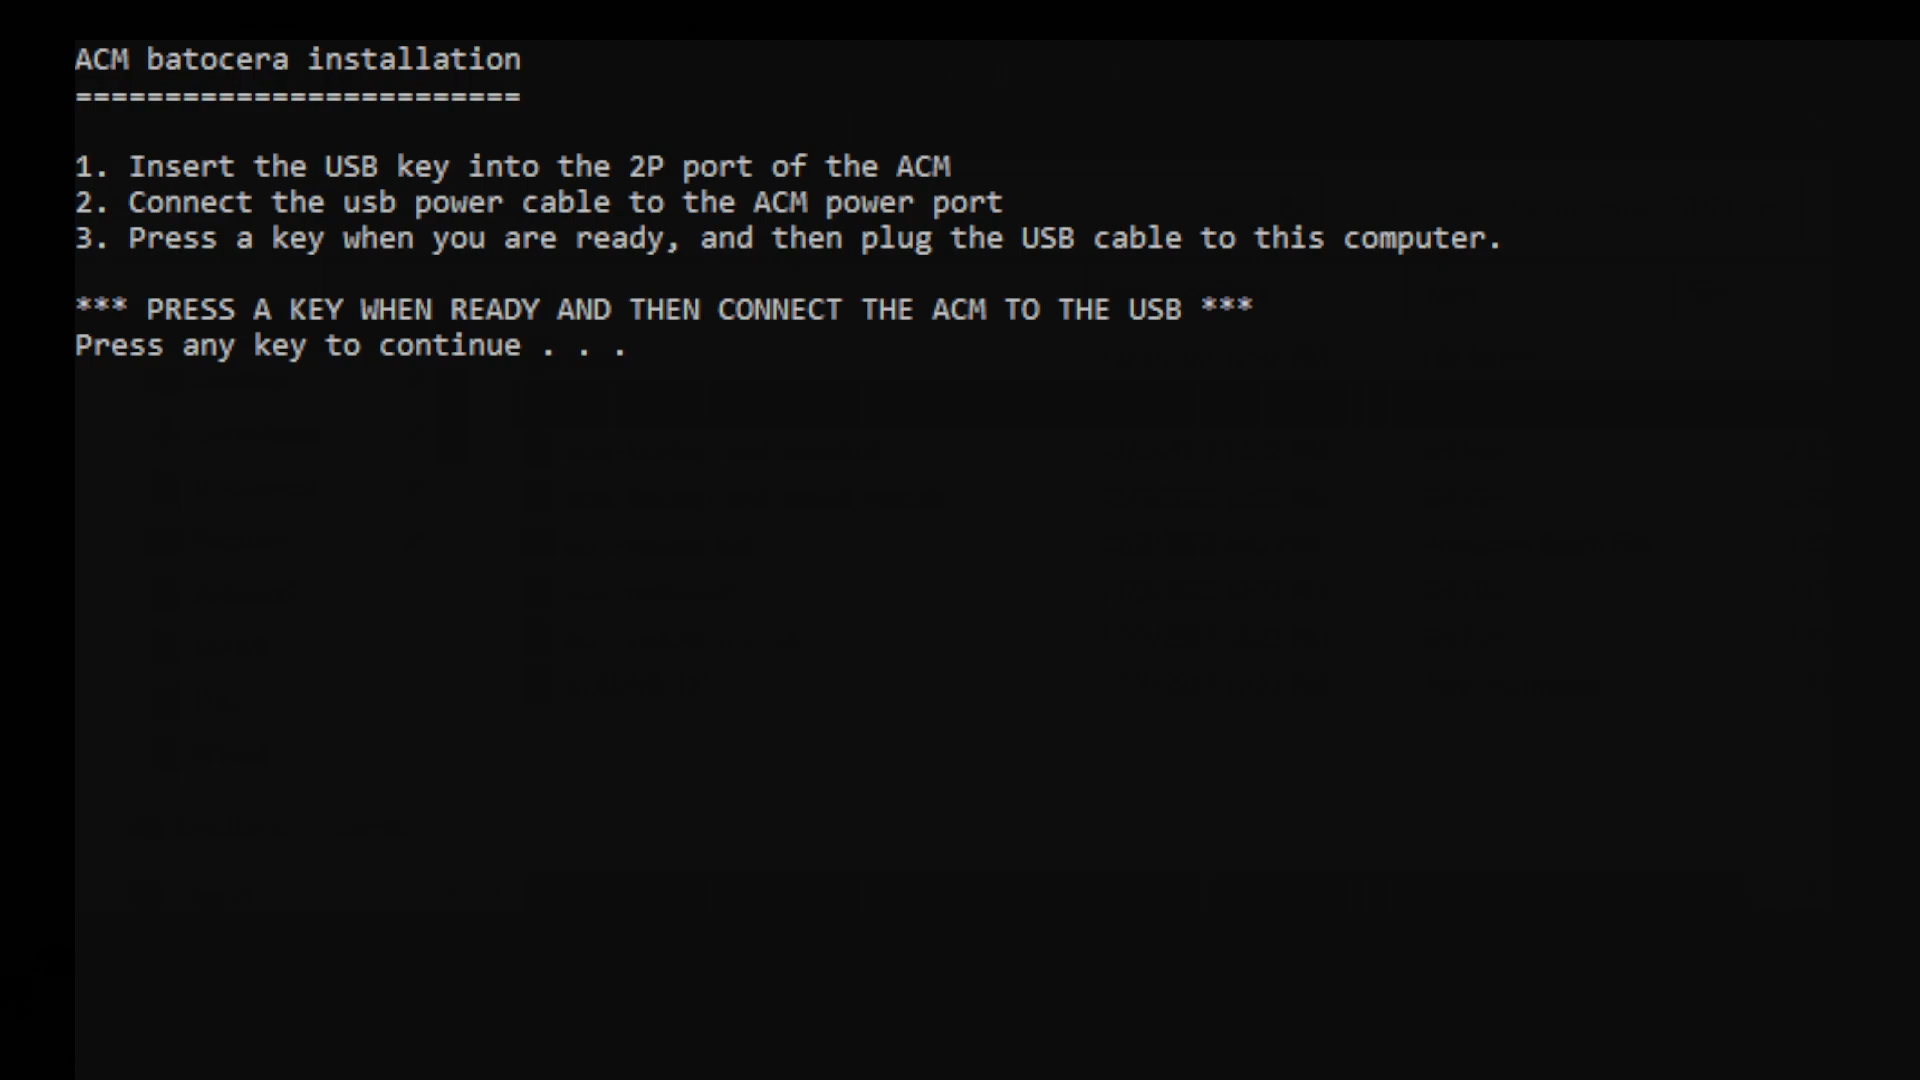 ACM batocera installation
=========================
1. Insert the USB key into the 2P port of the ACM
2. Connect the usb power cable to the ACM power port
3. Press a key when you are ready, and then plug the USB cable to this computer.
*** PRESS A KEY WHEN READY AND THEN CONNECT THE ACM TO THE USB ***
Press any key to continue . . .